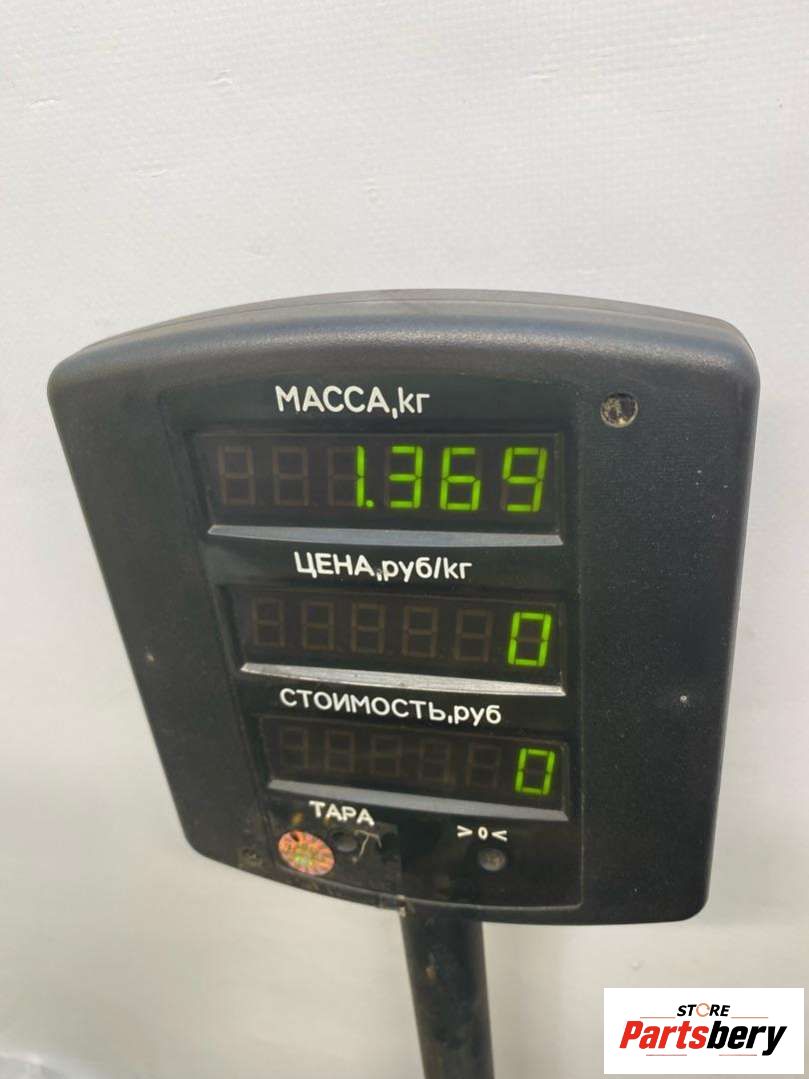 МАССА,кг
1.369
ЦЕНА,руб/кг
0
СТОИМОСТЬ,руб
0
ТАРА
>0<
STORE
Partsbery